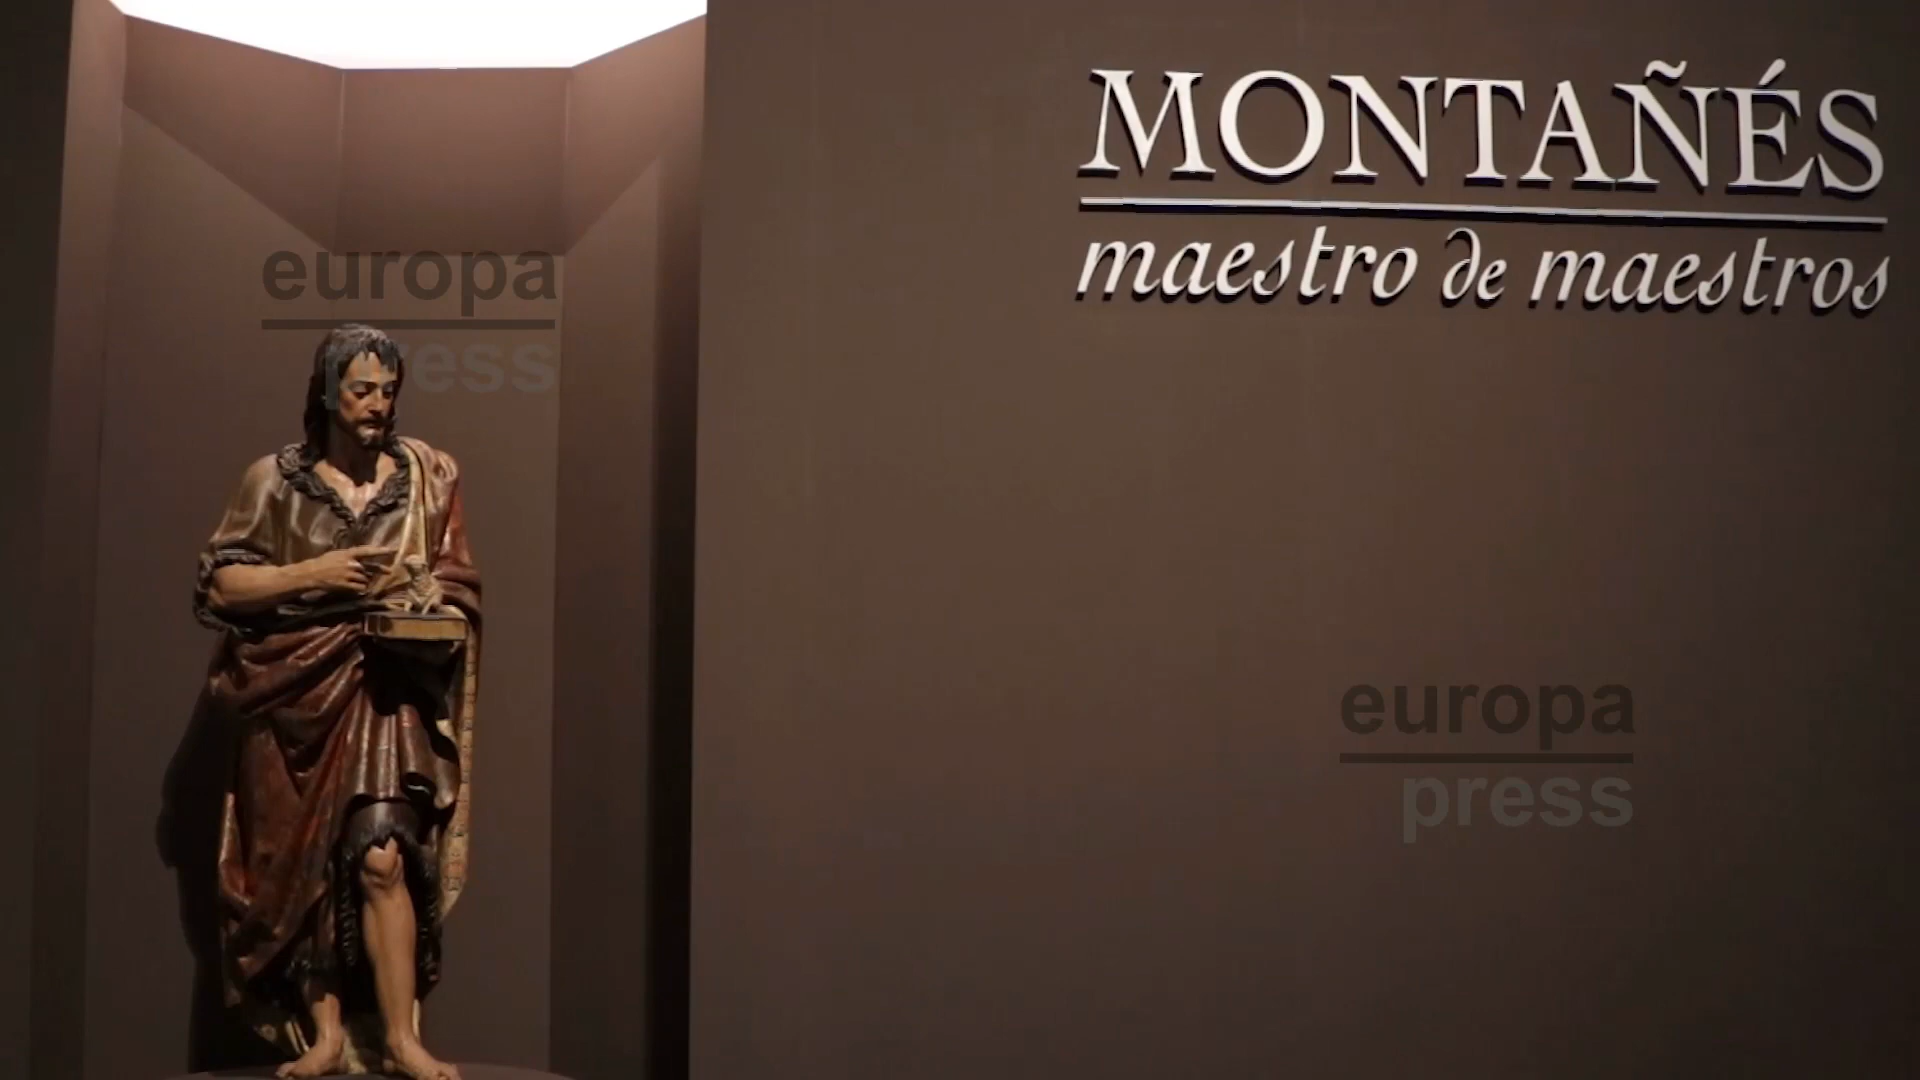 MONTAÑÉS
maestro de maestros
europa
press
europa
press